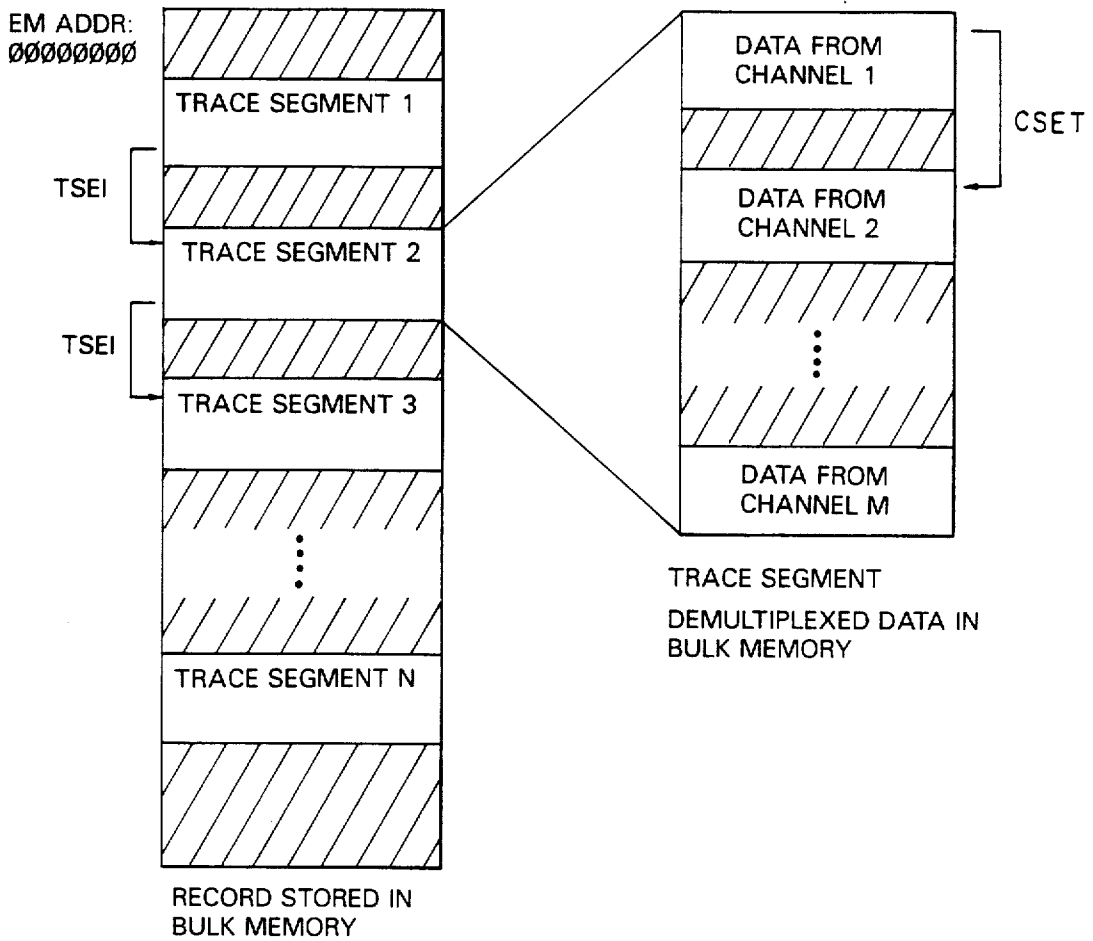 EM ADDR:
ØØØØØØØØ
TRACE SEGMENT 1
TSEI
TRACE SEGMENT 2
TSEI
TRACE SEGMENT 3
TRACE SEGMENT N
RECORD STORED IN
BULK MEMORY
DATA FROM
CHANNEL 1
CSET
DATA FROM
CHANNEL 2
DATA FROM
CHANNEL M
TRACE SEGMENT
DEMULTIPLEXED DATA IN
BULK MEMORY